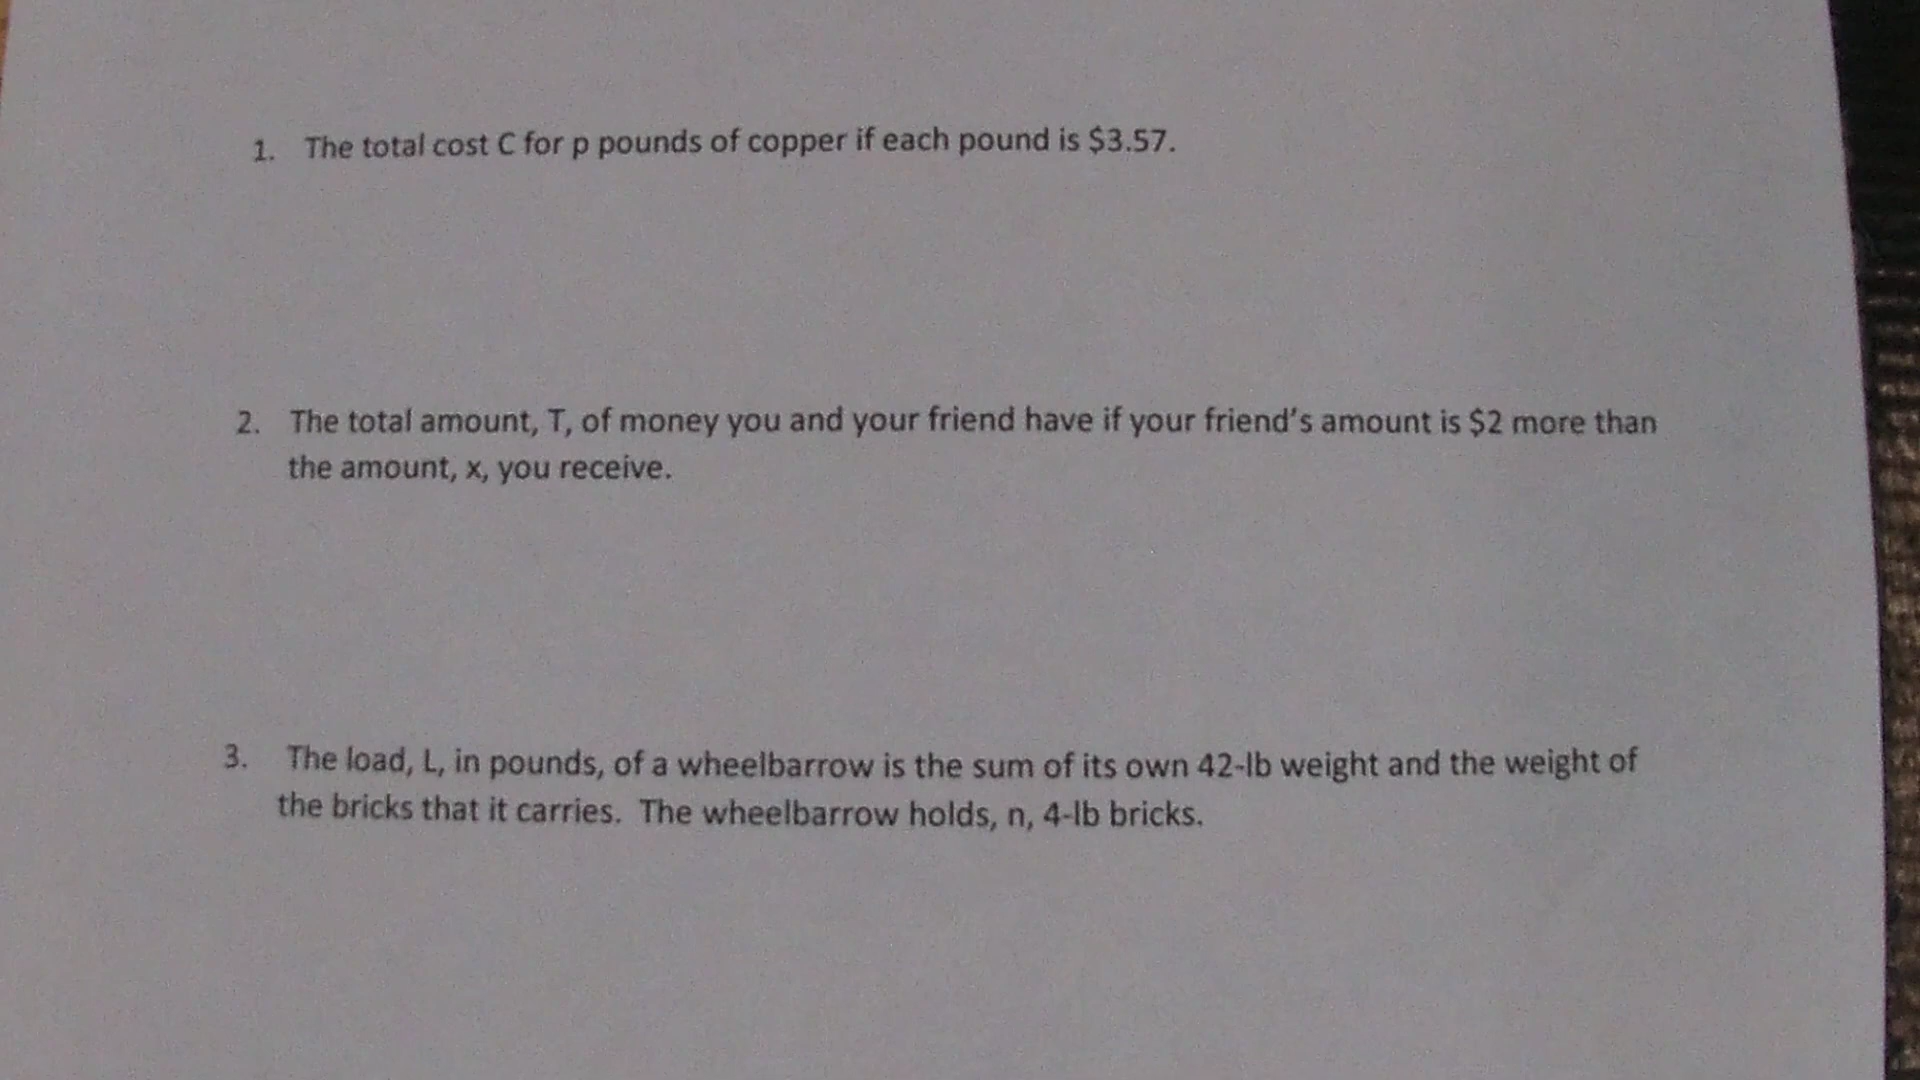 1. The total cost C for p pounds of copper if each pound is $3.57.
2. The total amount, T, of money you and your friend have if your friend's amount is $2 more than
the amount, x, you receive.
3. The load, L, in pounds, of a wheelbarrow is the sum of its own 42-lb weight and the weight of
the bricks that it carries. The wheelbarrow holds, n, 4-lb bricks.